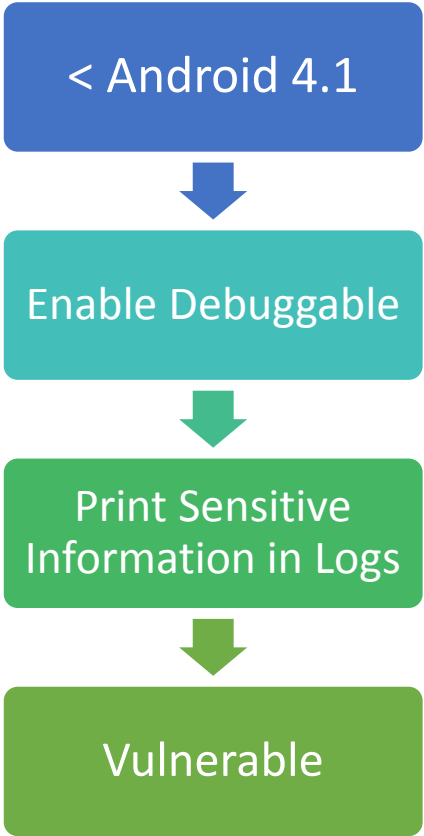 < Android 4.1
Enable Debuggable
Print Sensitive
Information in Logs
Vulnerable